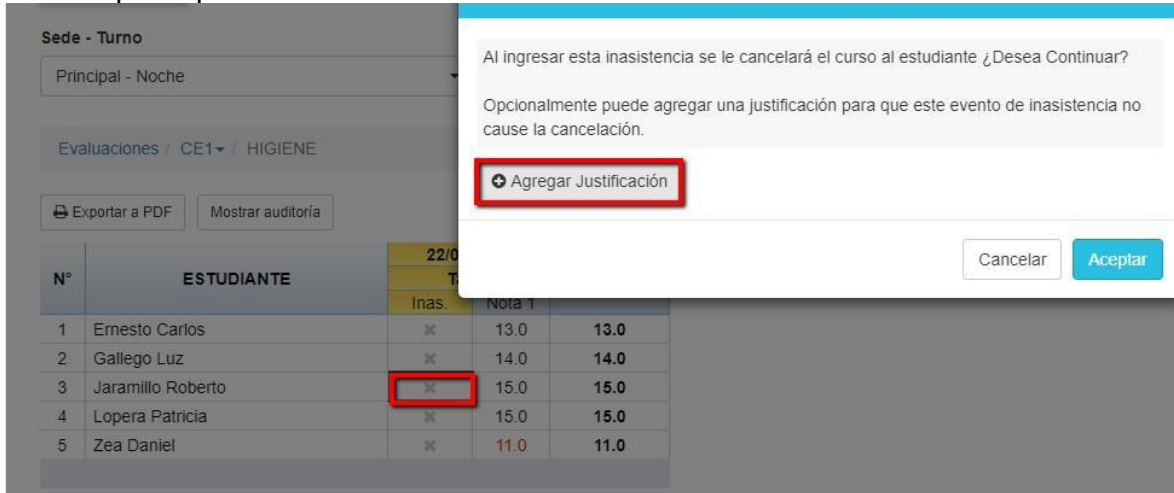 Sede - Turno
Principal - Noche
Evaluaciones / CE1 / HIGIENE
Exportar a PDF
Mostrar auditoría
Al ingresar esta inasistencia se le cancelará el curso al estudiante ¿Desea Continuar?
Opcionalmente puede agregar una justificación para que este evento de inasistencia no
cause la cancelación.
Agregar Justificación
Cancelar
Aceptar
22/0
N° ESTUDIANTE
Inas. Nota 1
1 Ernesto Carlos 13.0 13.0
2 Gallego Luz 14.0 14.0
3 Jaramillo Roberto 15.0 15.0
4 Lopera Patricia 15.0 15.0
5 Zea Daniel 11.0 11.0